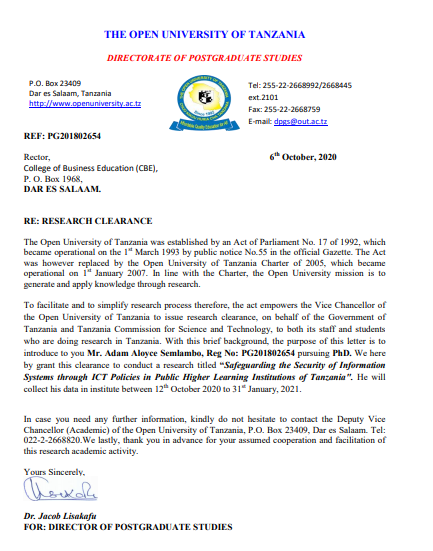 THE OPEN UNIVERSITY OF TANZANIA
DIRECTORATE OF POSTGRADUATE STUDIES
P.O. Box 23409
Dar es Salaam, Tanzania
http://www.openuniversity.ac.tz
Tel: 255-22-2668992/2668445
ext.2101
Fax: 255-22-2668759
E-mail: dpgs@out.ac.tz
REF: PG201802654
Rector,
6th October, 2020
College of Business Education (CBE),
P. O. Box 1968,
DAR ES SALAAM.
RE: RESEARCH CLEARANCE
The Open University of Tanzania was established by an Act of Parliament No. 17 of 1992, which
became operational on the 1st March 1993 by public notice No.55 in the official Gazette. The Act
was however replaced by the Open University of Tanzania Charter of 2005, which became
operational on 1st January 2007. In line with the Charter, the Open University mission is to
generate and apply knowledge through research.
To facilitate and to simplify research process therefore, the act empowers the Vice Chancellor of
the Open University of Tanzania to issue research clearance, on behalf of the Government of
Tanzania and Tanzania Commission for Science and Technology, to both its staff and students
who are doing research in Tanzania. With this brief background, the purpose of this letter is to
introduce to you Mr. Adam Aloyce Semlambo, Reg No: PG201802654 pursuing PhD. We here
by grant this clearance to conduct a research titled “Safeguarding the Security of Information
Systems through ICT Policies in Public Higher Learning Institutions of Tanzania”. He will
collect his data in institute between 12th October 2020 to 31st January, 2021.
In case you need any further information, kindly do not hesitate to contact the Deputy Vice
Chancellor (Academic) of the Open University of Tanzania, P.O. Box 23409, Dar es Salaam. Tel:
022-2-2668820.We lastly, thank you in advance for your assumed cooperation and facilitation of
this research academic activity.
Yours Sincerely,
Dr. Jacob Lisakafu
FOR: DIRECTOR OF POSTGRADUATE STUDIES